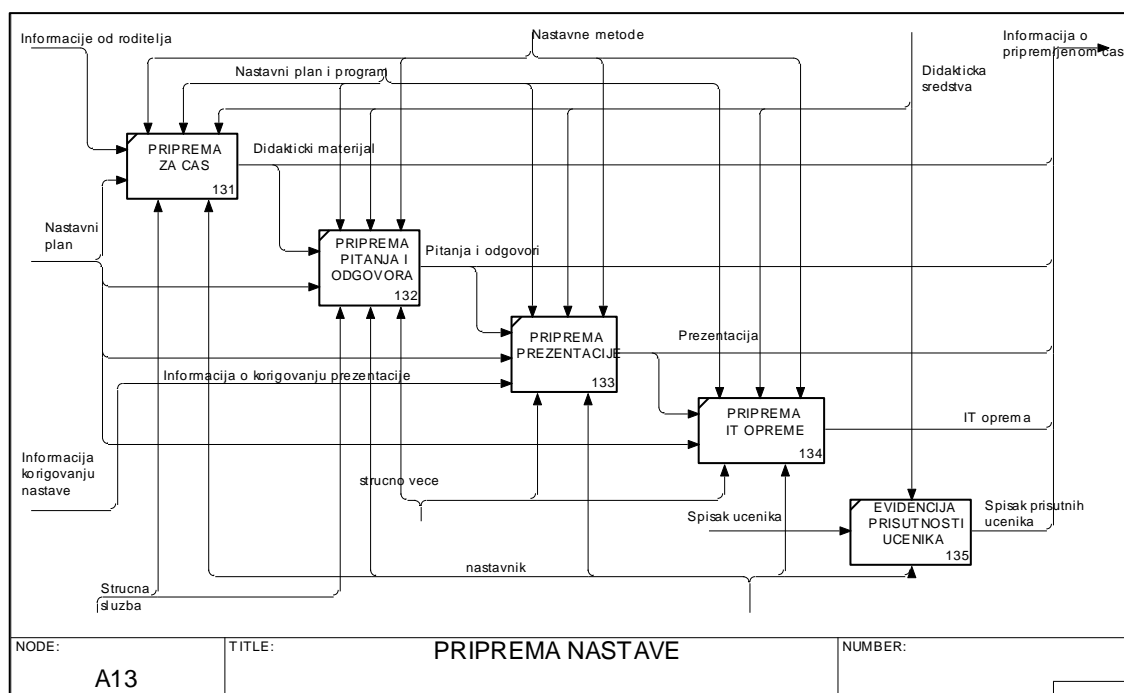 Informacije od roditelja
Nastavne metode
Informacija o
pripremljenom cas
Nastavni plan i program
Didakticka
sredstva
PRIPREMA
ZA CAS
131
Didakticki materijal
Nastavni
plan
PRIPREMA
PITANJA I
ODGOVORA
132
Pitanja i odgovori
PRIPREMA
PREZENTACIJE
133
Prezentacija
Informacija o korigovanju prezentacije
PRIPREMA
IT OPREME
134
IT oprema
Informacija
korigovanju
nastave
strucno vece
Spisak ucenika
EVIDENCIJA
PRISUTNOSTI
UCENIKA
135
Spisak prisutnih
ucenika
nastavnik
Strucna
sluzba
NODE:
A13
TITLE:
PRIPREMA NASTAVE
NUMBER: